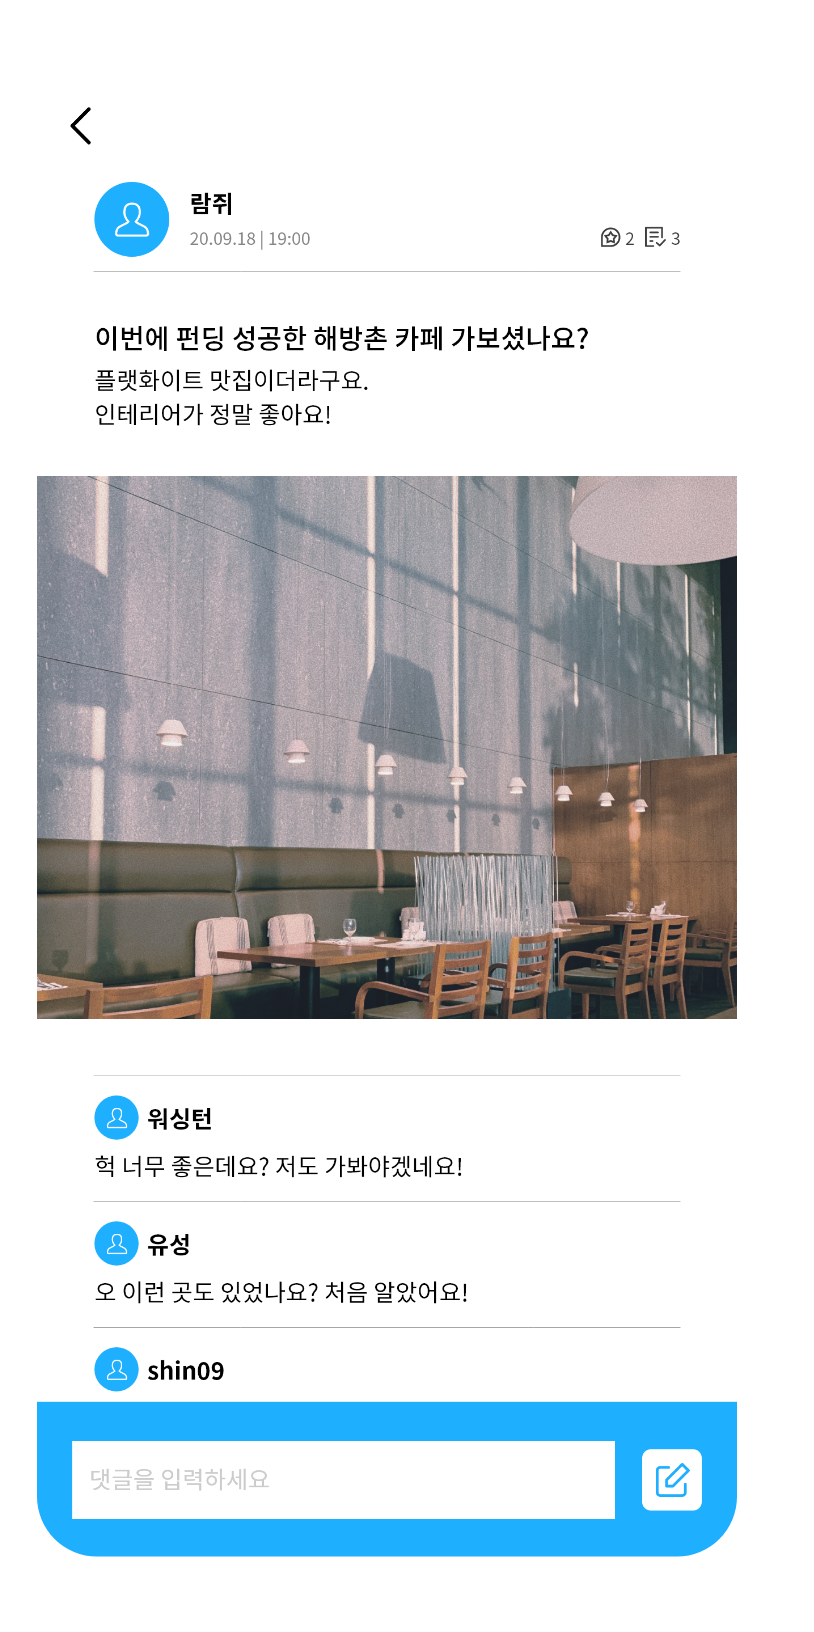 람쥐
20.09.18 | 19:00
2
3
이번에 펀딩 성공한 해방촌 카페 가보셨나요?
플랫화이트 맛집이더라구요.
인테리어가 정말 좋아요!
워싱턴
헉 너무 좋은데요? 저도 가봐야겠네요!
유성
오 이런 곳도 있었나요? 처음 알았어요!
shin09
댓글을 입력하세요